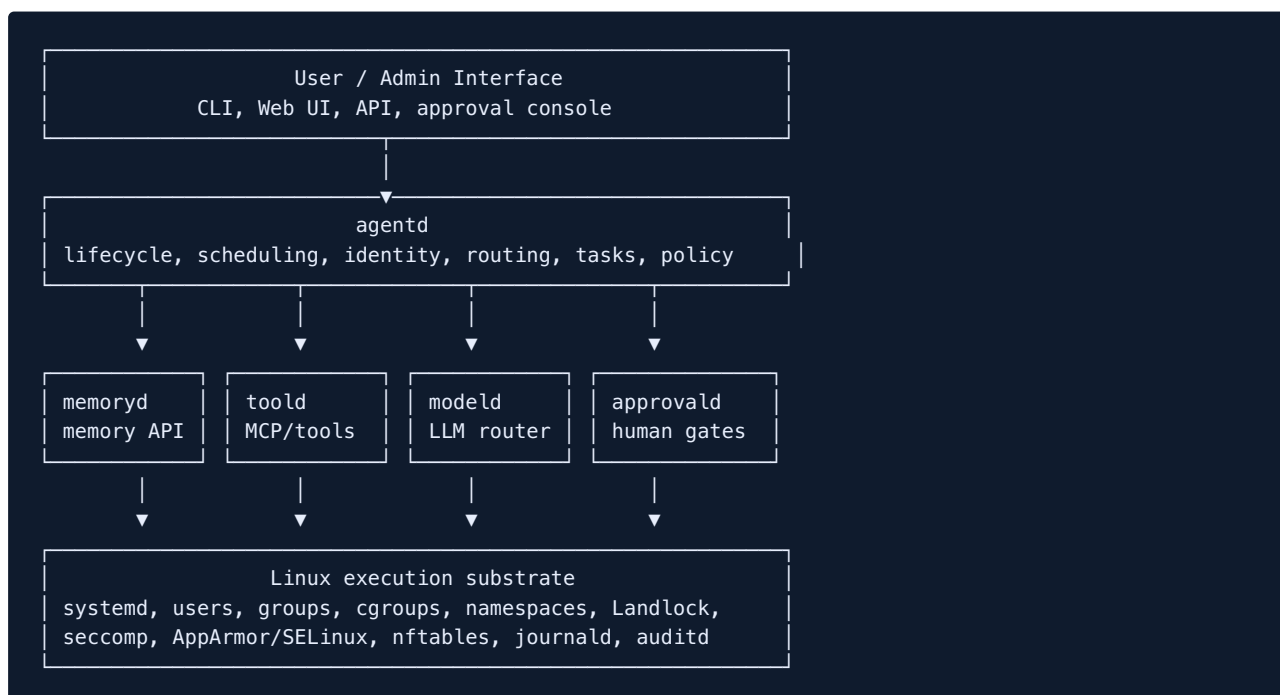 User / Admin Interface
CLI, Web UI, API, approval console
agentd
lifecycle, scheduling, identity, routing, tasks, policy
memoryd toold modeld approvald
memory API MCP/tools LLM router human gates
Linux execution substrate
systemd, users, groups, cgroups, namespaces, Landlock,
seccomp, AppArmor/SELinux, nftables, journald, auditd